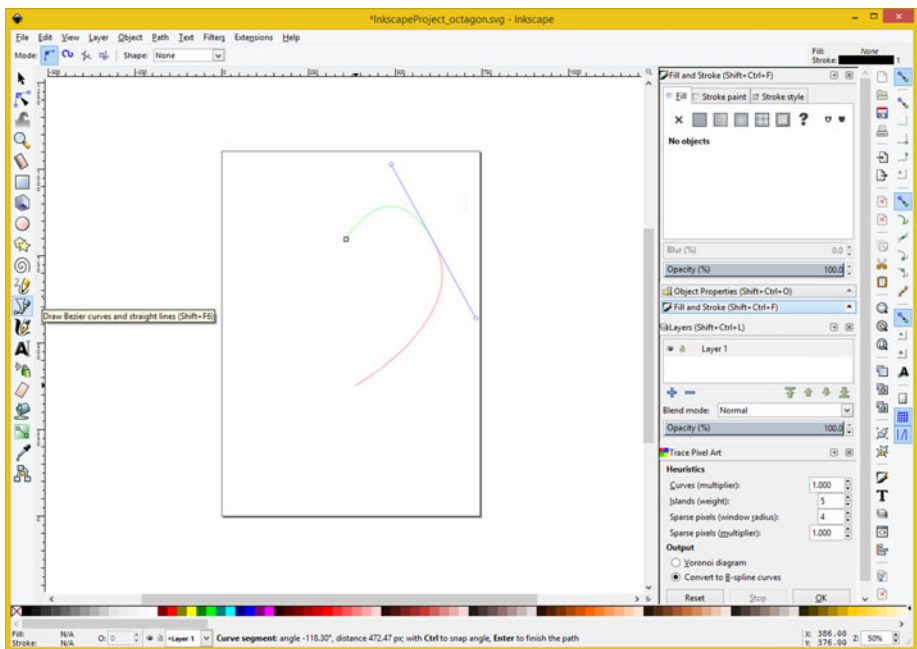 *InkscapeProject_octagon.svg - Inkscape
File Edit View Layer Object Path Text Filters Extensions Help
Mode: Shape: None
Fill: None
Stroke: 1
Fill and Stroke (Shift+Ctrl+F)
Fill Stroke paint Stroke style
?
No objects
Blur (%) 0.0
Opacity (%) 100.0
Object Properties (Shift+Ctrl+O)
Fill and Stroke (Shift+Ctrl+F)
Layers (Shift+Ctrl+L)
Layer 1
Blend mode: Normal
Opacity (%) 100.0
Trace Pixel Art
Heuristics
Curves (multiplier): 1.000
Islands (weight): 5
Sparse pixels (window radius): 4
Sparse pixels (multiplier): 1.000
Output
Voronoi diagram
Convert to B-spline curves
Reset Stop OK
Draw Bezier curves and straight lines (Shift+F6)
Fill: N/A
Stroke: N/A
O: 0
•Layer 1
Curve segment: angle -118.30°, distance 472.47 px; with Ctrl to snap angle, Enter to finish the path
X: 386.00
Y: 376.00
Z: 50%